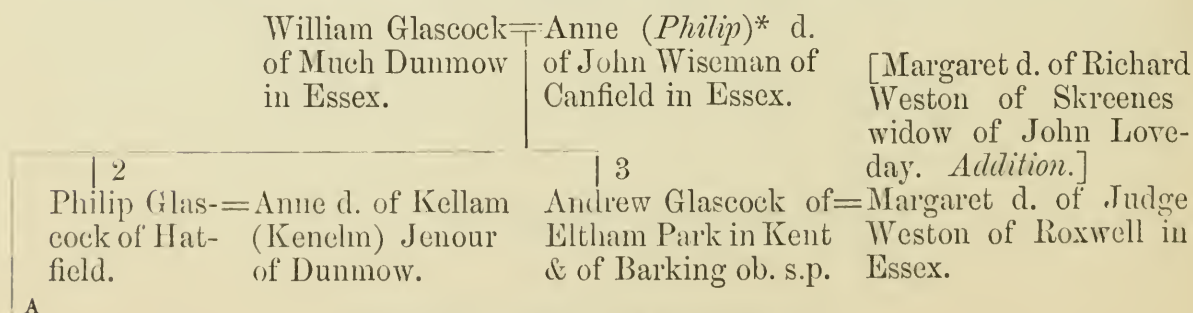 William Glascock=Anne (Philip)* d.
of Much Dunmow
of John Wiseman of
in Essex.
Canfield in Essex.
[Margaret d. of Richard
Weston of Skreenes
widow of John Love-
day. Addition.]
2
Philip Glas-=Anne d. of Kellam
cock of Hat-
(Kenelm) Jenour
field.
of Dunmow.
3
Andrew Glascock of=Margaret d. of Judge
Eltham Park in Kent
Weston of Roxwell in
& of Barking ob. s.p.
Essex.
A